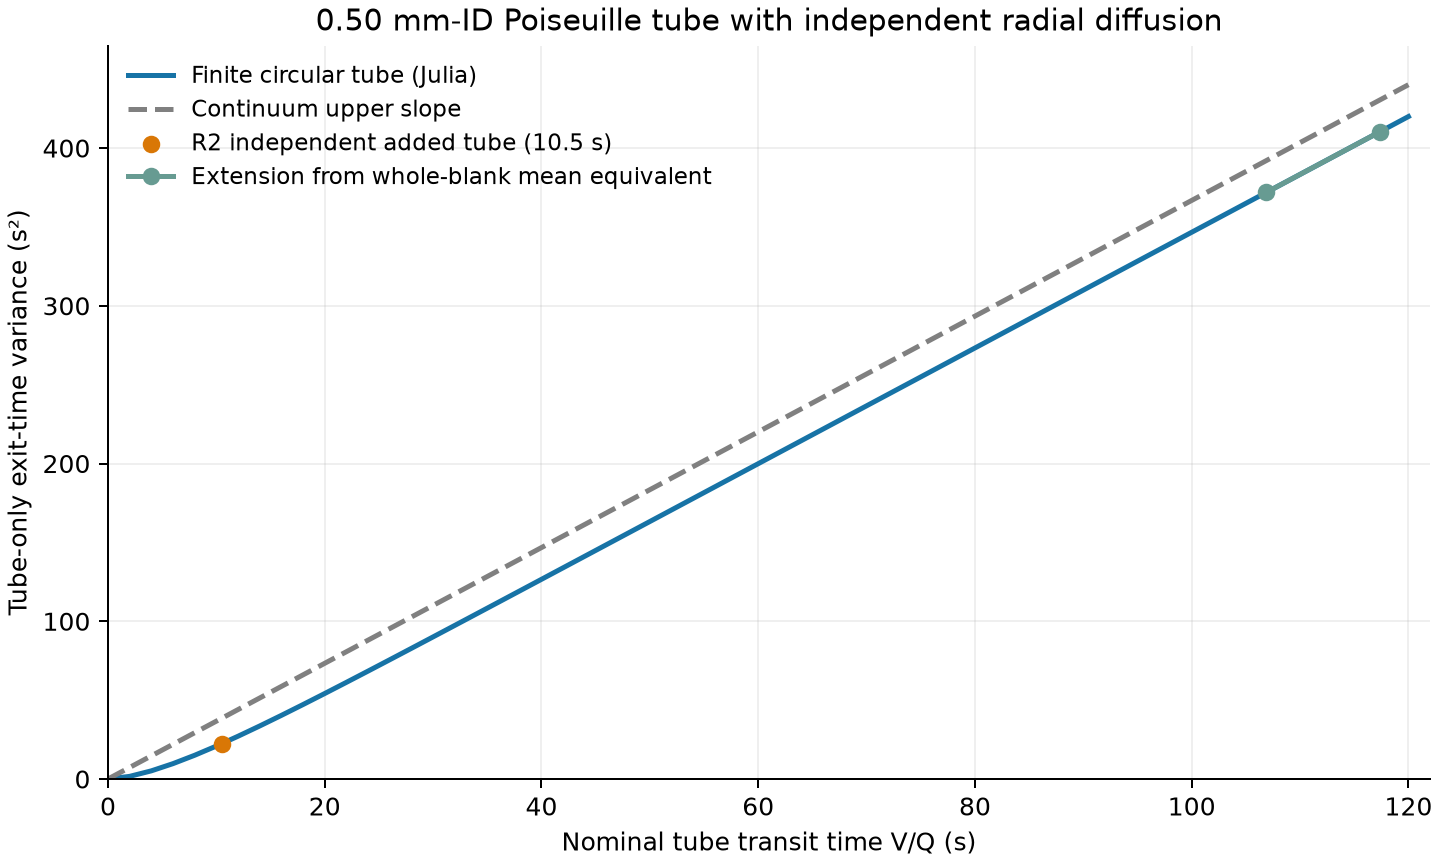 0.50 mm-ID Poiseuille tube with independent radial diffusion
Finite circular tube (Julia)
Continuum upper slope
R2 independent added tube (10.5 s)
Extension from whole-blank mean equivalent
Tube-only exit-time variance (s²)
400
300
200
100
0
0 20 40 60 80 100 120
Nominal tube transit time V/Q (s)